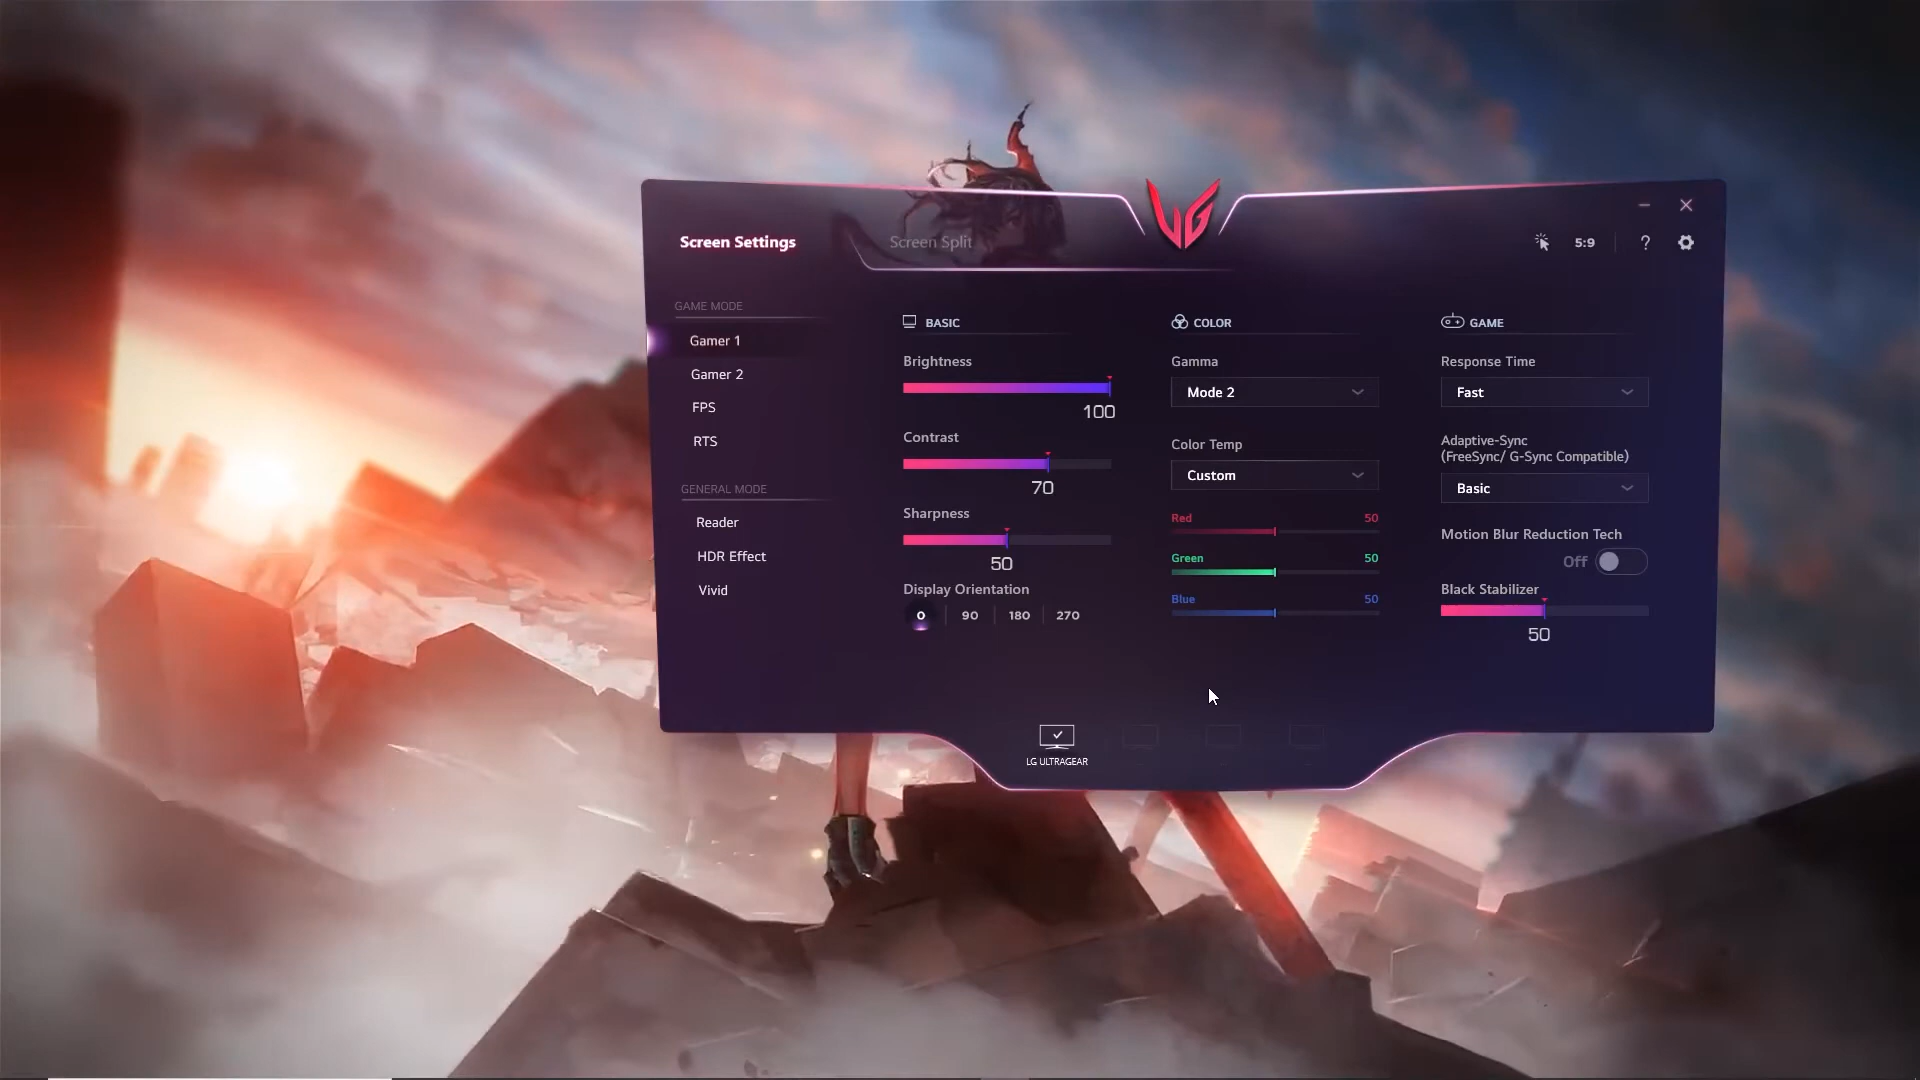 Screen Settings
Screen Split
5:9
?
GAME MODE
Gamer 1
Gamer 2
FPS
RTS
GENERAL MODE
Reader
HDR Effect
Vivid
BASIC
Brightness
100
Contrast
70
Sharpness
50
Display Orientation
0 90 180 270
COLOR
Gamma
Mode 2
Color Temp
Custom
Red 50
Green 50
Blue 50
GAME
Response Time
Fast
Adaptive-Sync
(FreeSync/ G-Sync Compatible)
Basic
Motion Blur Reduction Tech
Off
Black Stabilizer
50
LG ULTRAGEAR